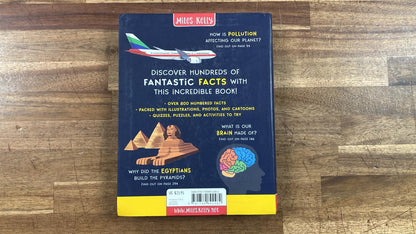 Miles Kelly
HOW IS POLLUTION
AFFECTING OUR PLANET?
DISCOVER HUNDREDS OF
FANTASTIC FACTS WITH
THIS INCREDIBLE BOOK!
• OVER 800 NUMBERED FACTS
• PACKED WITH ILLUSTRATIONS, PHOTOS, AND CARTOONS
• QUIZZES, PUZZLES, AND ACTIVITIES TO TRY
WHAT IS OUR
BRAIN MADE OF?
WHY DID THE EGYPTIANS
BUILD THE PYRAMIDS?
www.mileskelly.net